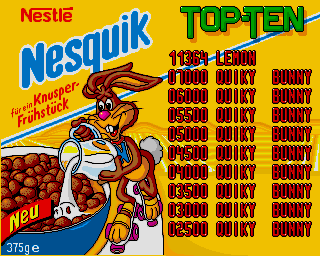 Nestlé
Nesquik
für ein Knusper-
Frühstück
Neu
375g e
TOP-TEN
11364 LEMON
07000 QUIKY BUNNY
06000 QUIKY BUNNY
05500 QUIKY BUNNY
05000 QUIKY BUNNY
04500 QUIKY BUNNY
04000 QUIKY BUNNY
03500 QUIKY BUNNY
03000 QUIKY BUNNY
02500 QUIKY BUNNY